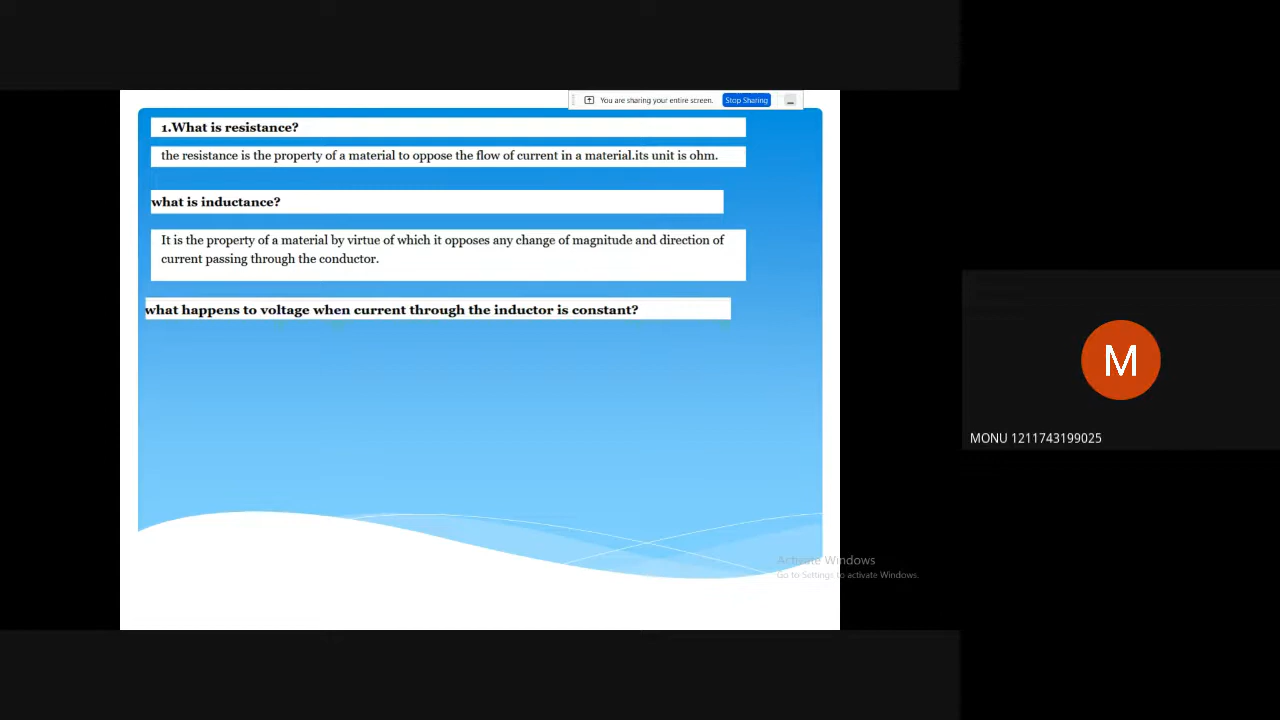 You are sharing your entire screen.
Stop Sharing
1.What is resistance?
the resistance is the property of a material to oppose the flow of current in a material.its unit is ohm.
what is inductance?
It is the property of a material by virtue of which it opposes any change of magnitude and direction of
current passing through the conductor.
what happens to voltage when current through the inductor is constant?
M
MONU 1211743199025
Activate Windows
Go to Settings to activate Windows.